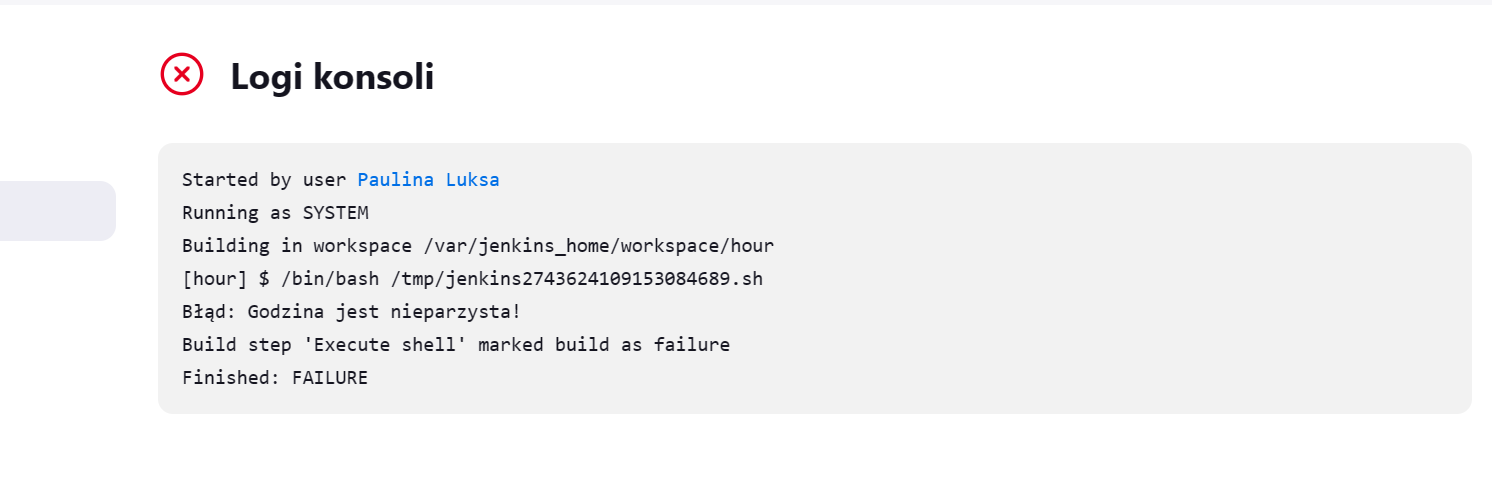 Logi konsoli
Started by user Paulina Luksa
Running as SYSTEM
Building in workspace /var/jenkins_home/workspace/hour
[hour] $ /bin/bash /tmp/jenkins2743624109153084689.sh
Błąd: Godzina jest nieparzysta!
Build step 'Execute shell' marked build as failure
Finished: FAILURE